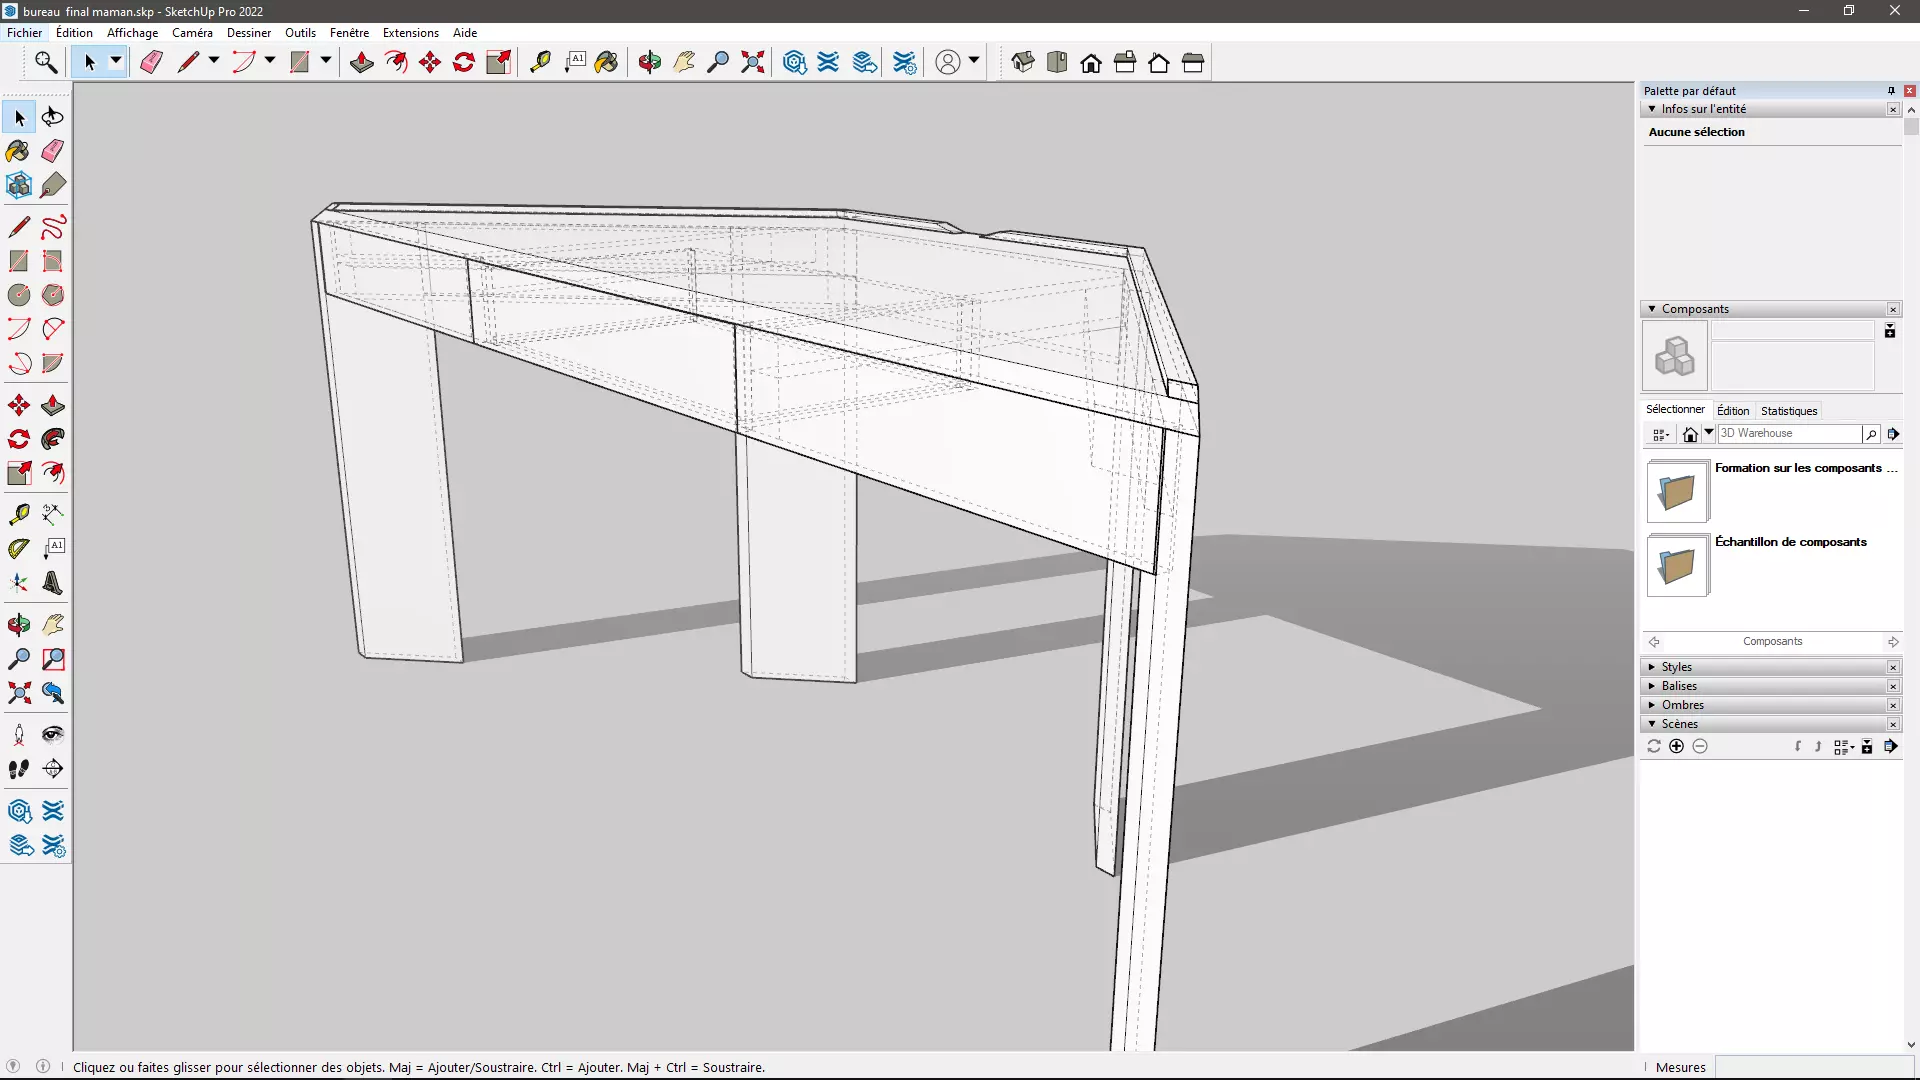 bureau  final maman.skp - SketchUp Pro 2022
Fichier Édition Affichage Caméra Dessiner Outils Fenêtre Extensions Aide
A1
Palette par défaut
Infos sur l'entité
Aucune sélection
A1
Composants
Sélectionner Édition Statistiques
3D Warehouse
Formation sur les composants ...
Échantillon de composants
Composants
Styles
Balises
Ombres
Scènes
Cliquez ou faites glisser pour sélectionner des objets. Maj = Ajouter/Soustraire. Ctrl = Ajouter. Maj + Ctrl = Soustraire.
Mesures